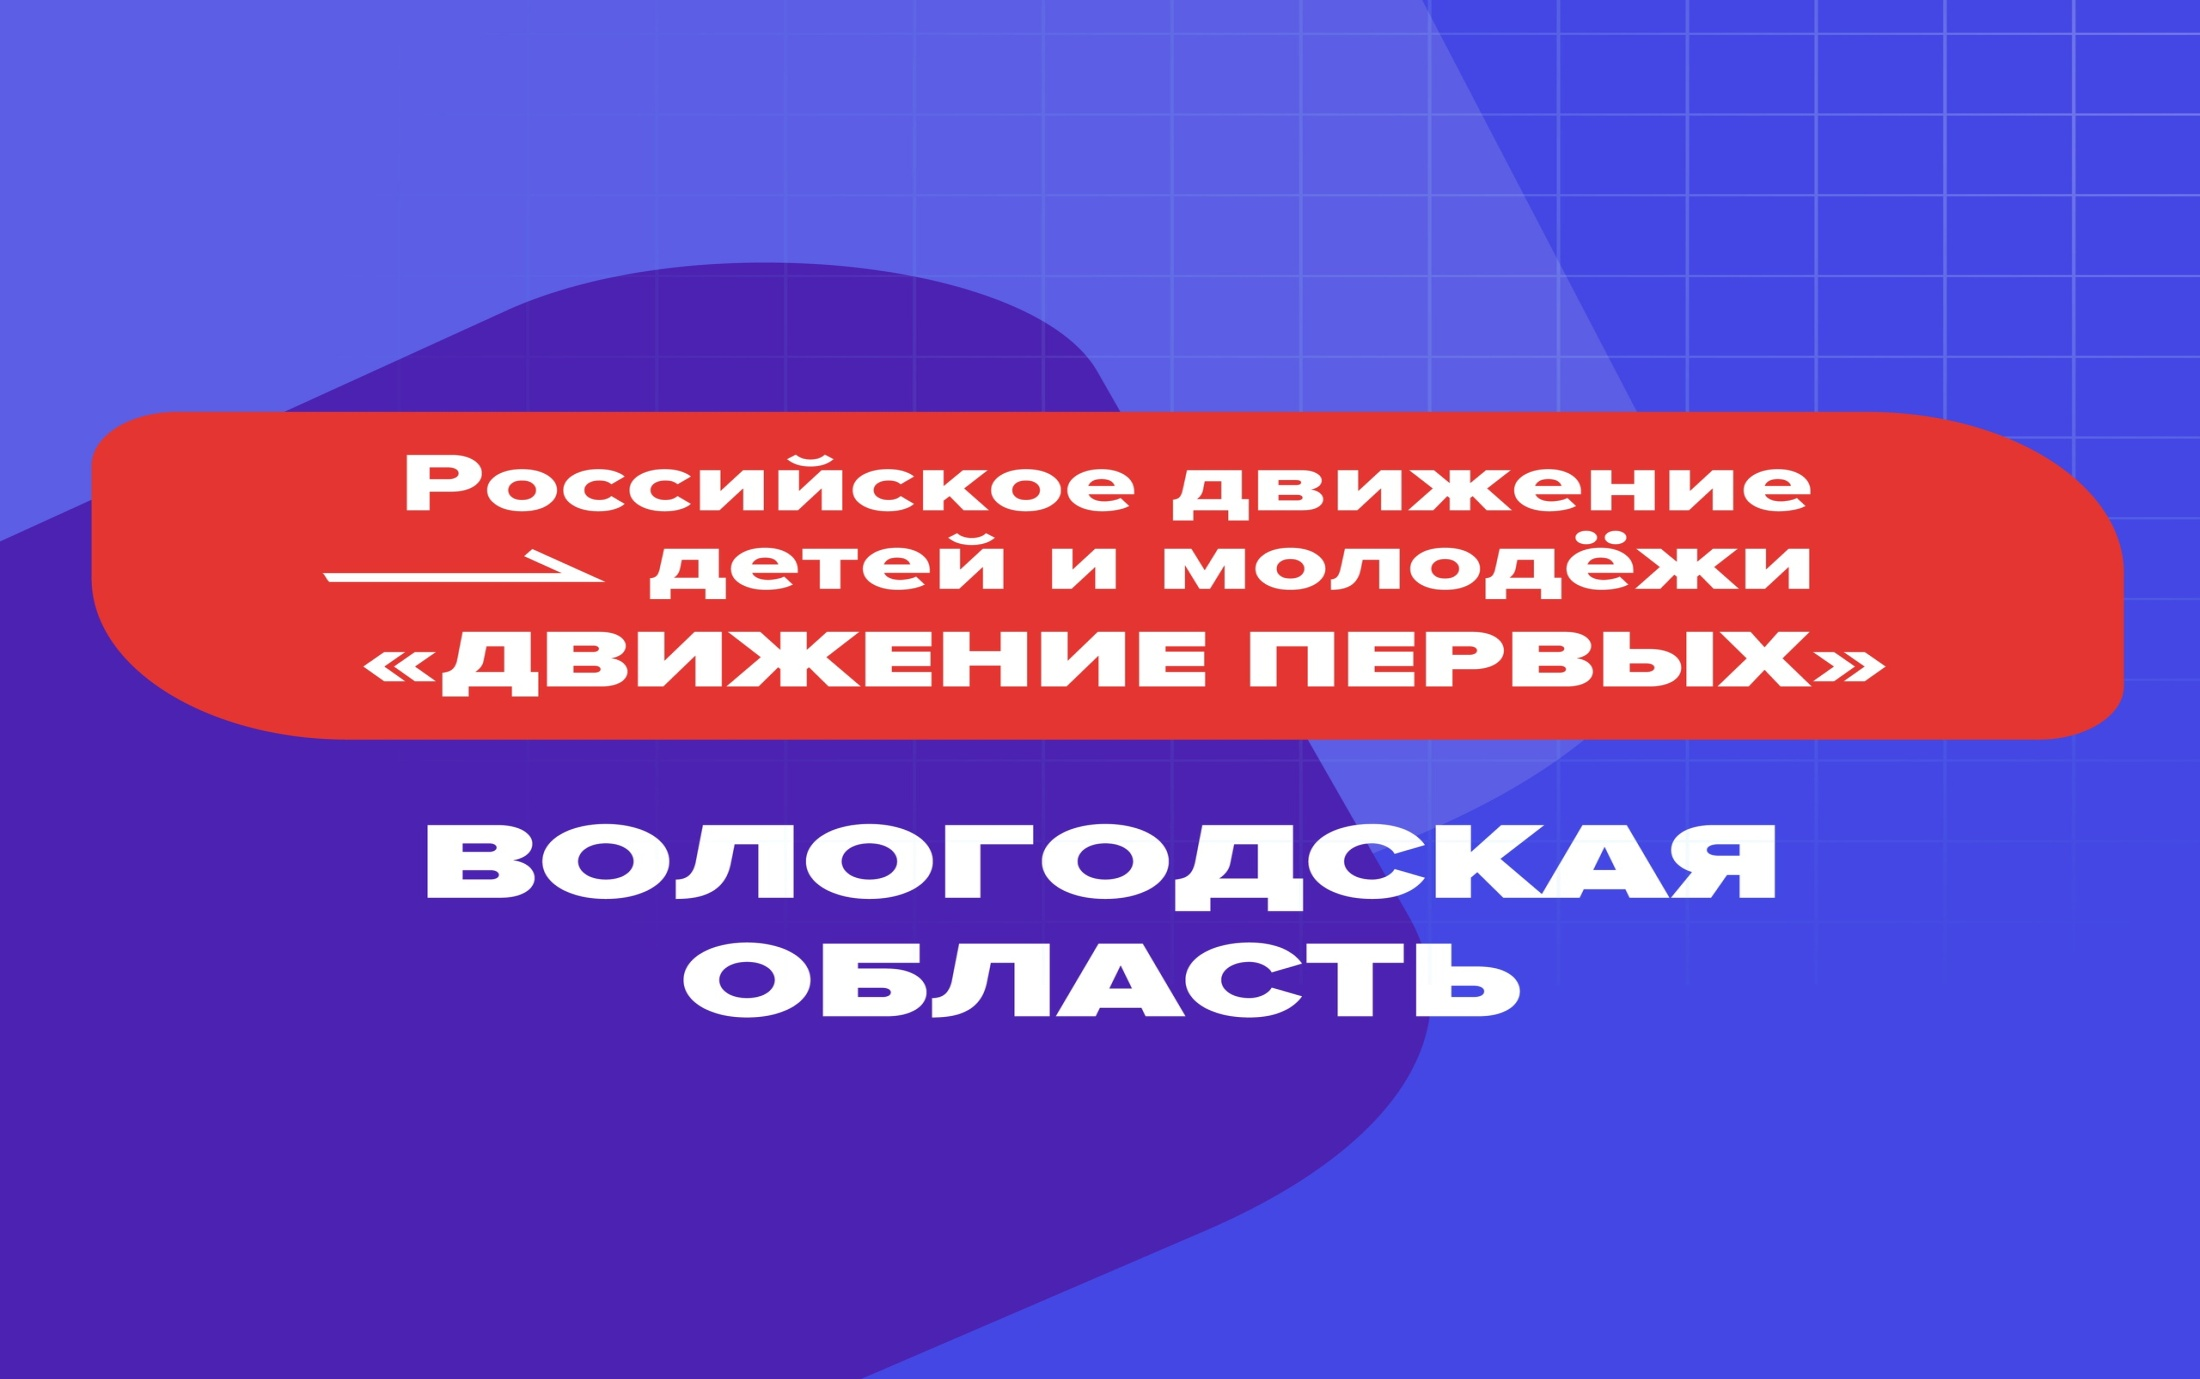 Российское движение
детей и молодёжи
«ДВИЖЕНИЕ ПЕРВЫХ»
ВОЛОГОДСКАЯ
ОБЛАСТЬ